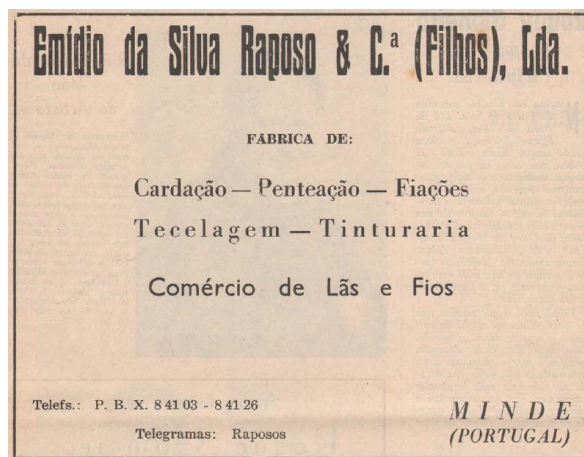 Emídio da Silva Raposo & C.ª (Filhos), Lda.
FÁBRICA DE:
Cardação — Penteação — Fiações
Tecelagem — Tinturaria
Comércio de Lãs e Fios
Telefs.: P. B. X. 8 41 03 - 8 41 26
Telegramas: Raposos
MINDE
(PORTUGAL)